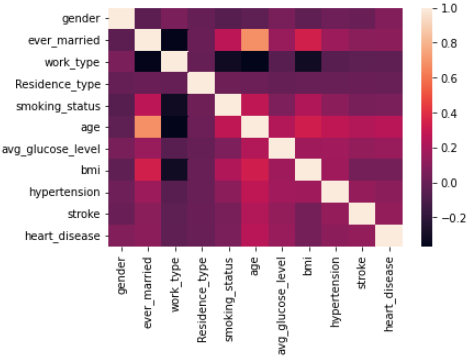 gender
ever_married
work_type
Residence_type
smoking_status
age
avg_glucose_level
bmi
hypertension
stroke
heart_disease
gender
ever_married
work_type
Residence_type
smoking_status
age
avg_glucose_level
bmi
hypertension
stroke
heart_disease
1.0
0.8
0.6
0.4
0.2
0.0
−0.2